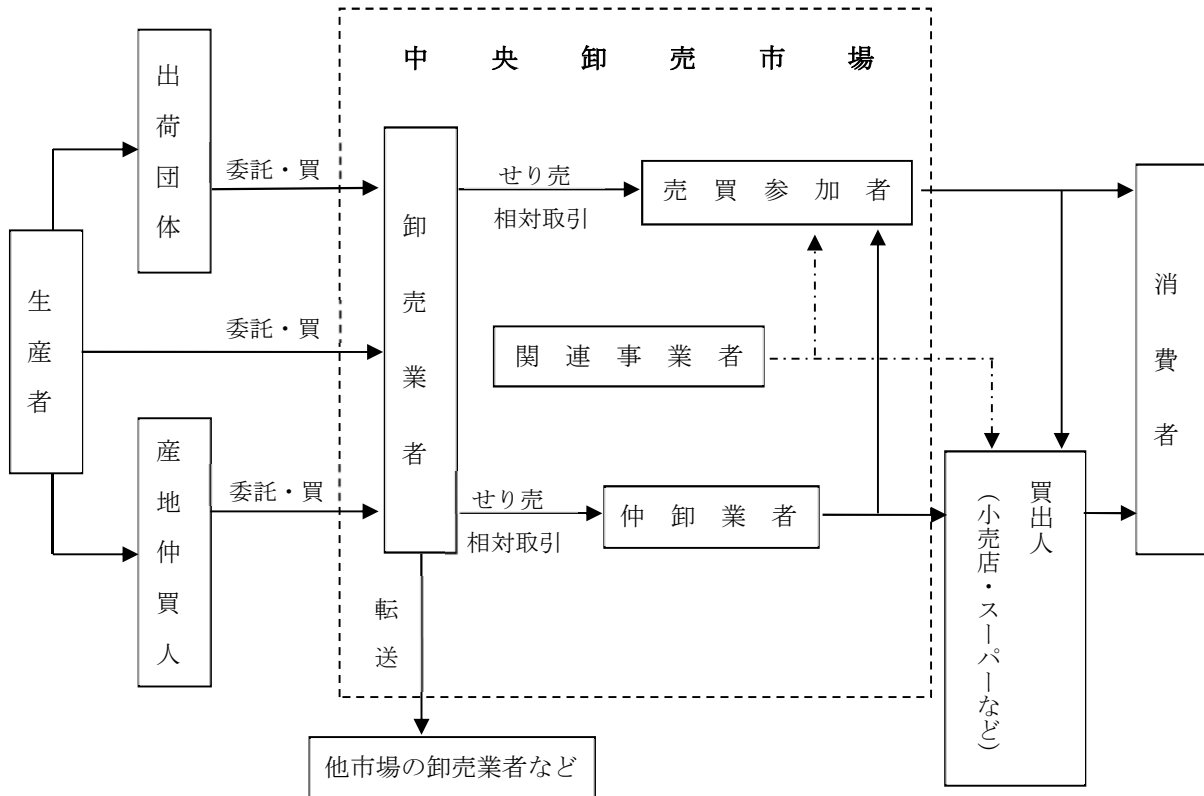 中央卸売市場
出荷団体
委託・買
卸売業者
せり売
相対取引
売買参加者
消費者
生産者
委託・買
関連事業者
産地仲買人
委託・買
せり売
相対取引
仲卸業者
買出人
(小売店・スーパーなど)
転送
他市場の卸売業者など